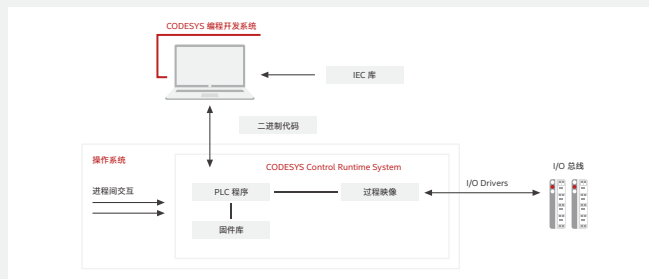 CODESYS 编程开发系统
IEC 库
二进制代码
操作系统
CODESYS Control Runtime System
I/O 总线
进程间交互
PLC 程序
过程映像
I/O Drivers
固件库